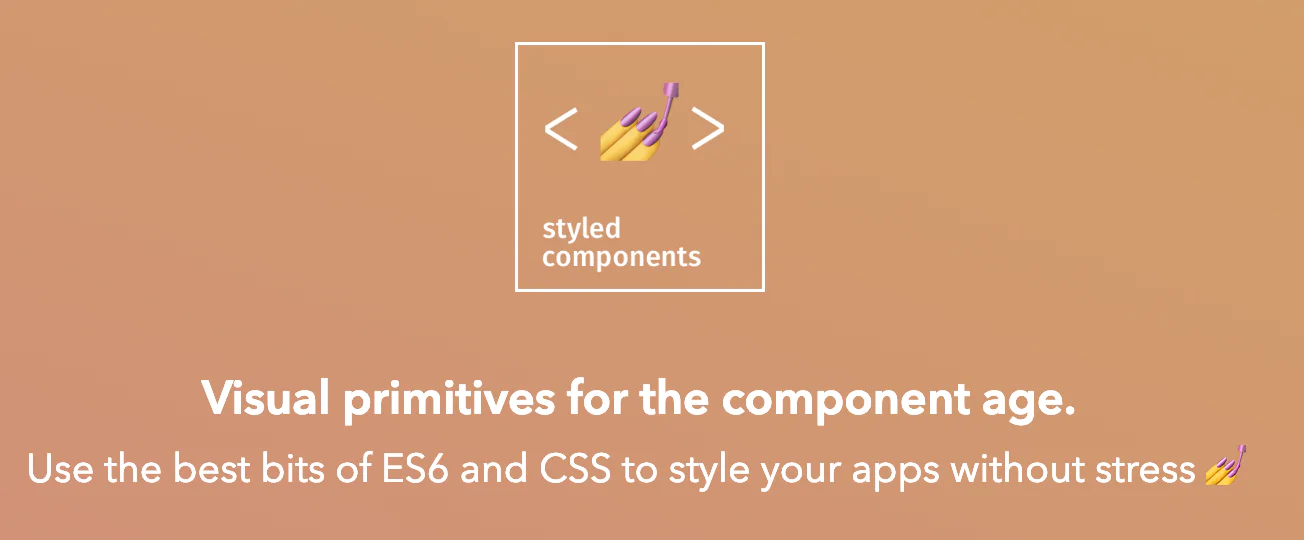 < 💅 >
styled
components
Visual primitives for the component age.
Use the best bits of ES6 and CSS to style your apps without stress 💅